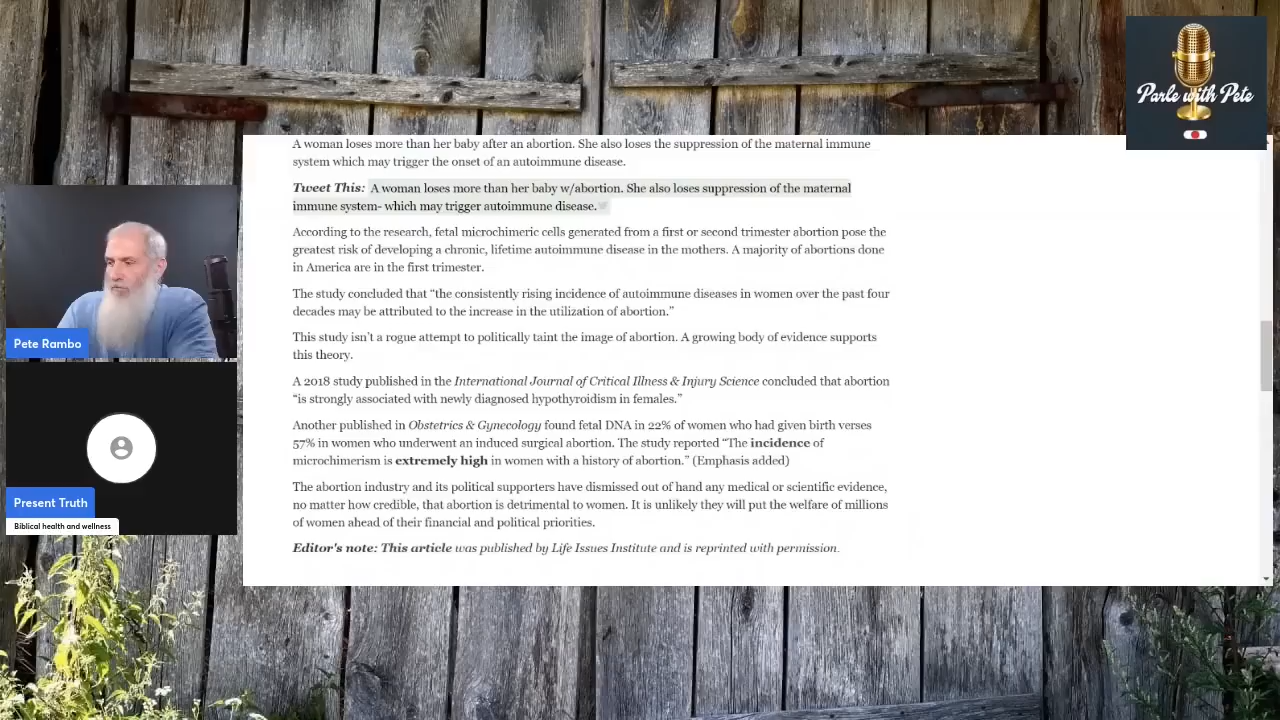 Parle with Pete
A woman loses more than her baby after an abortion. She also loses the suppression of the maternal immune
system which may trigger the onset of an autoimmune disease.
Tweet This: A woman loses more than her baby w/abortion. She also loses suppression of the maternal
immune system- which may trigger autoimmune disease.
According to the research, fetal microchimeric cells generated from a first or second trimester abortion pose the
greatest risk of developing a chronic, lifetime autoimmune disease in the mothers. A majority of abortions done
in America are in the first trimester.
The study concluded that “the consistently rising incidence of autoimmune diseases in women over the past four
decades may be attributed to the increase in the utilization of abortion.”
This study isn’t a rogue attempt to politically taint the image of abortion. A growing body of evidence supports
this theory.
A 2018 study published in the International Journal of Critical Illness & Injury Science concluded that abortion
“is strongly associated with newly diagnosed hypothyroidism in females.”
Another published in Obstetrics & Gynecology found fetal DNA in 22% of women who had given birth verses
57% in women who underwent an induced surgical abortion. The study reported “The incidence of
microchimerism is extremely high in women with a history of abortion.” (Emphasis added)
The abortion industry and its political supporters have dismissed out of hand any medical or scientific evidence,
no matter how credible, that abortion is detrimental to women. It is unlikely they will put the welfare of millions
of women ahead of their financial and political priorities.
Editor's note: This article was published by Life Issues Institute and is reprinted with permission.
Pete Rambo
Present Truth
Biblical health and wellness